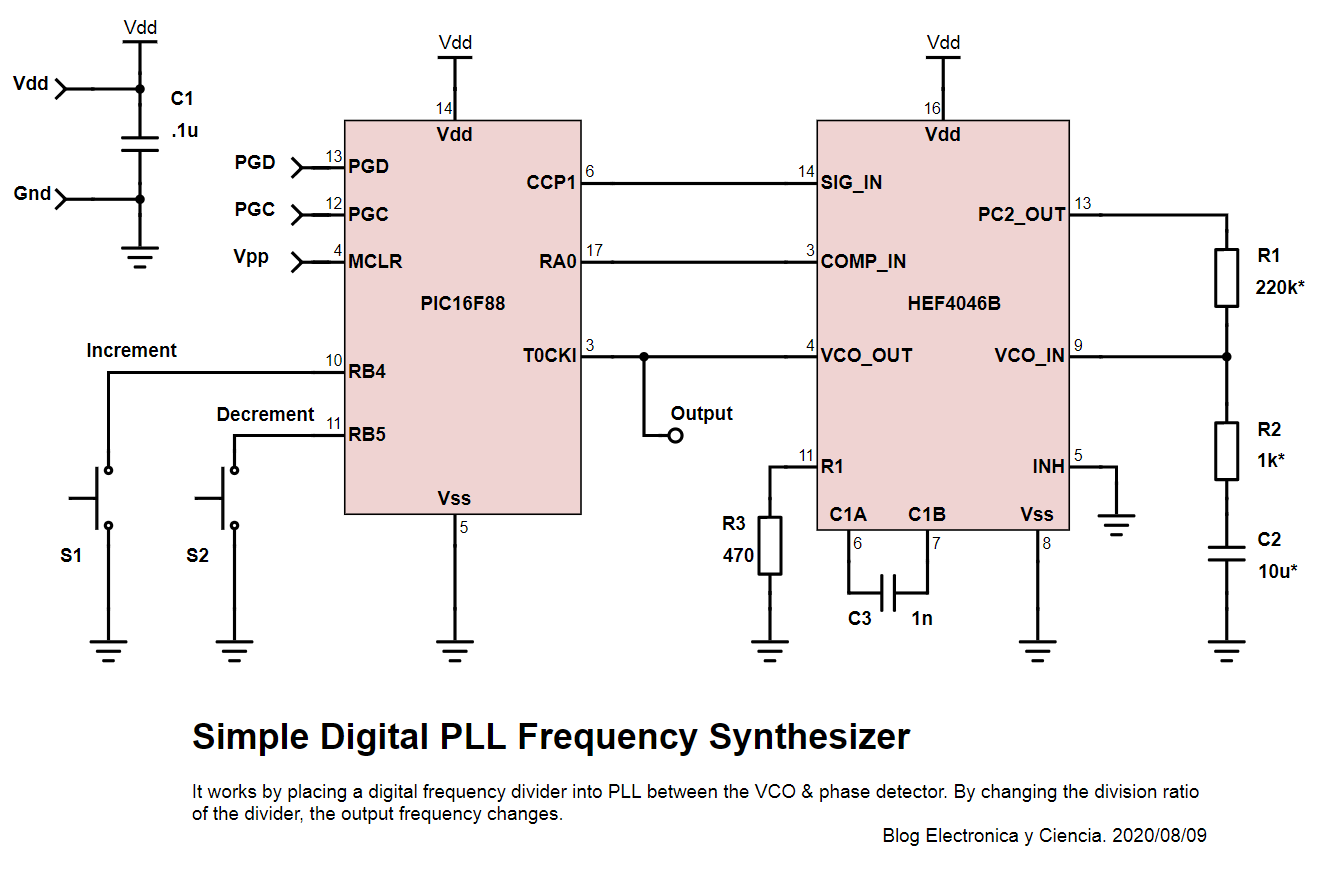 Vdd
Vdd
C1
.1u
Gnd
Vdd
14
Vdd
PGD
13
PGD
PGC
12
PGC
Vpp
4
MCLR
CCP1
6
RA0
17
PIC16F88
T0CKI
3
Increment
10
RB4
Decrement
11
RB5
Vss
5
S1
S2
Output
Vdd
16
Vdd
14
SIG_IN
3
COMP_IN
HEF4046B
4
VCO_OUT
11
R1
PC2_OUT
13
VCO_IN
9
INH
5
C1A
C1B
Vss
6
7
8
R3
470
C3
1n
R1
220k*
R2
1k*
C2
10u*
Simple Digital PLL Frequency Synthesizer
It works by placing a digital frequency divider into PLL between the VCO & phase detector. By changing the division ratio
of the divider, the output frequency changes.
Blog Electronica y Ciencia. 2020/08/09